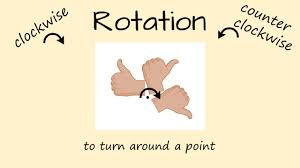 clockwise
Rotation
counter
clockwise
to turn around a point